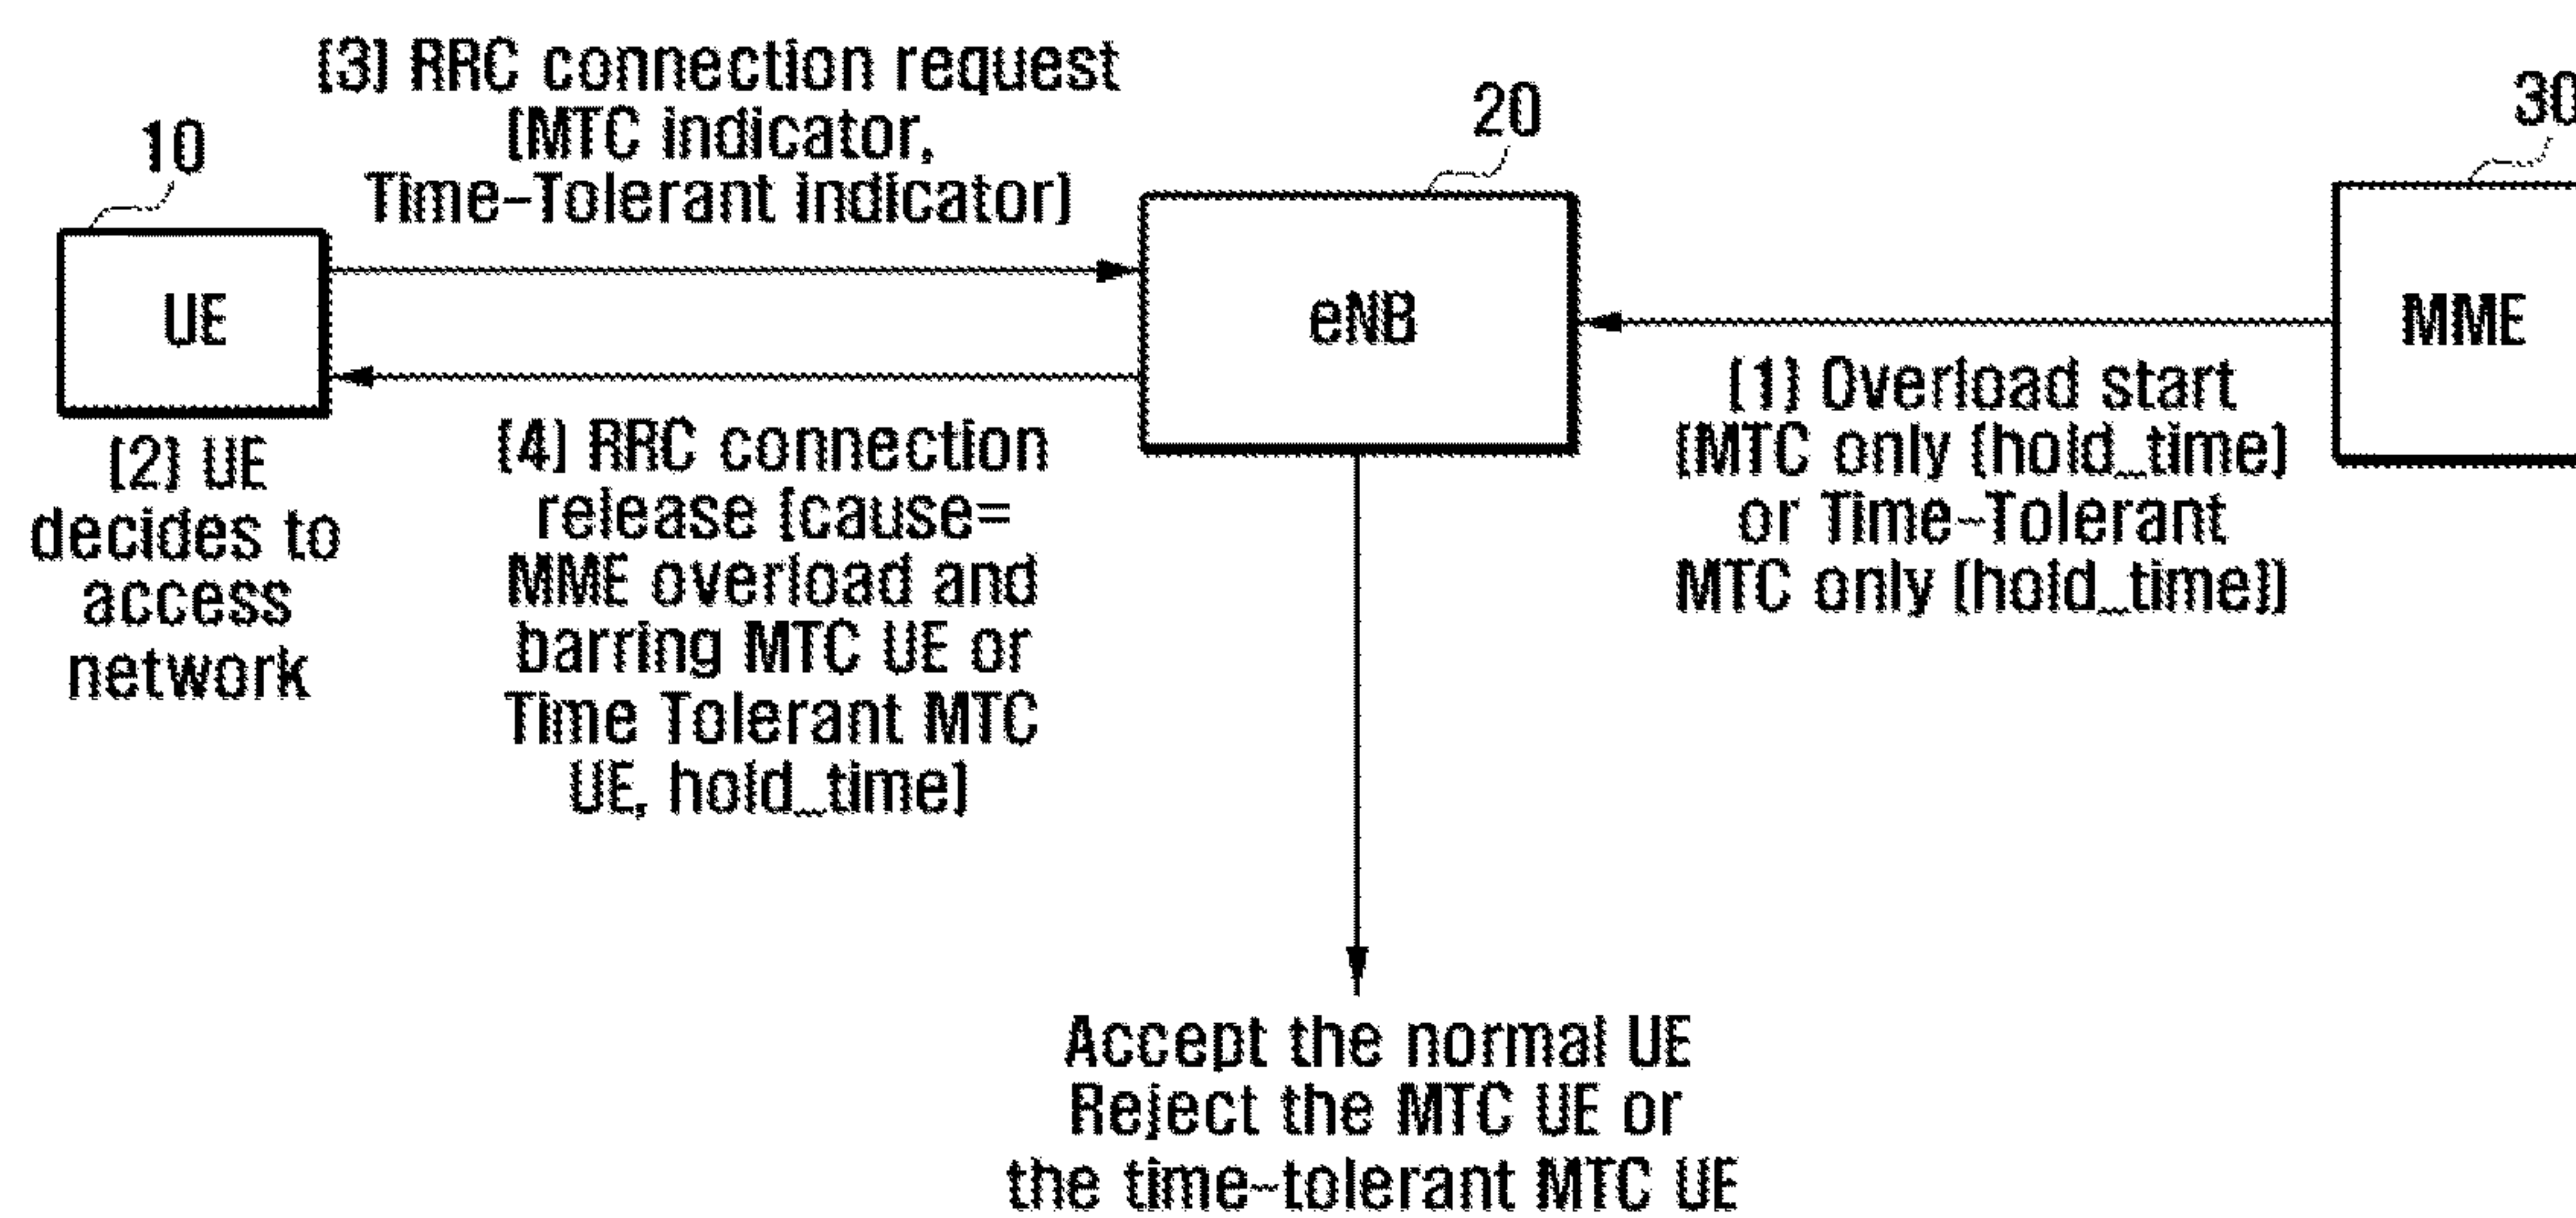 (3) RRC connection request
(MTC indicator,
Time-Tolerant indicator)
10
20
30
UE
eNB
MME
(2) UE
decides to
access
network
(4) RRC connection
release (cause=
MME overload and
barring MTC UE or
Time Tolerant MTC
UE, hold_time)
(1) Overload start
(MTC only (hold_time)
or Time-Tolerant
MTC only (hold_time))
Accept the normal UE
Reject the MTC UE or
the time-tolerant MTC UE